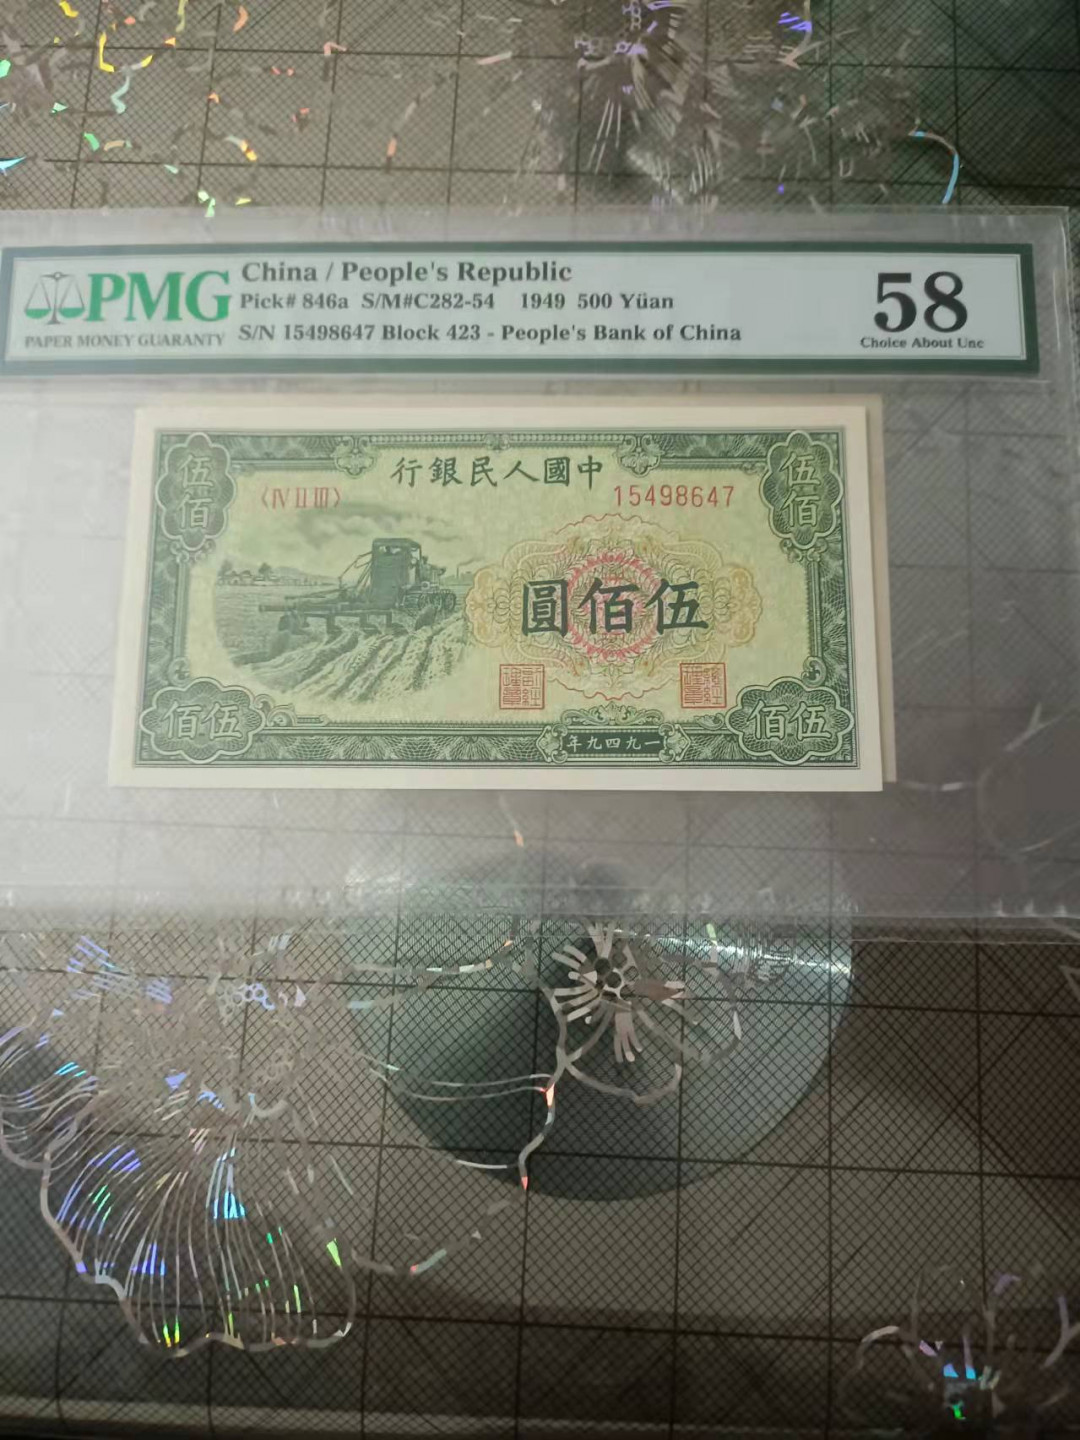 PMG
PAPER MONEY GUARANTY
China / People's Republic
Pick# 846a S/M#C282-54 1949 500 Yüan
S/N 15498647 Block 423 - People's Bank of China
58
Choice About Unc
伍佰
行銀民人國中
伍佰
〈IV II III〉
15498647
圓佰伍
佰伍
年九四九一
佰伍